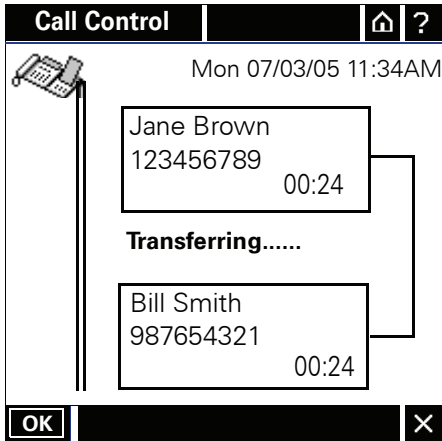 Call Control ?
Mon 07/03/05 11:34AM
Jane Brown
123456789
00:24
Transferring......
Bill Smith
987654321
00:24
OK